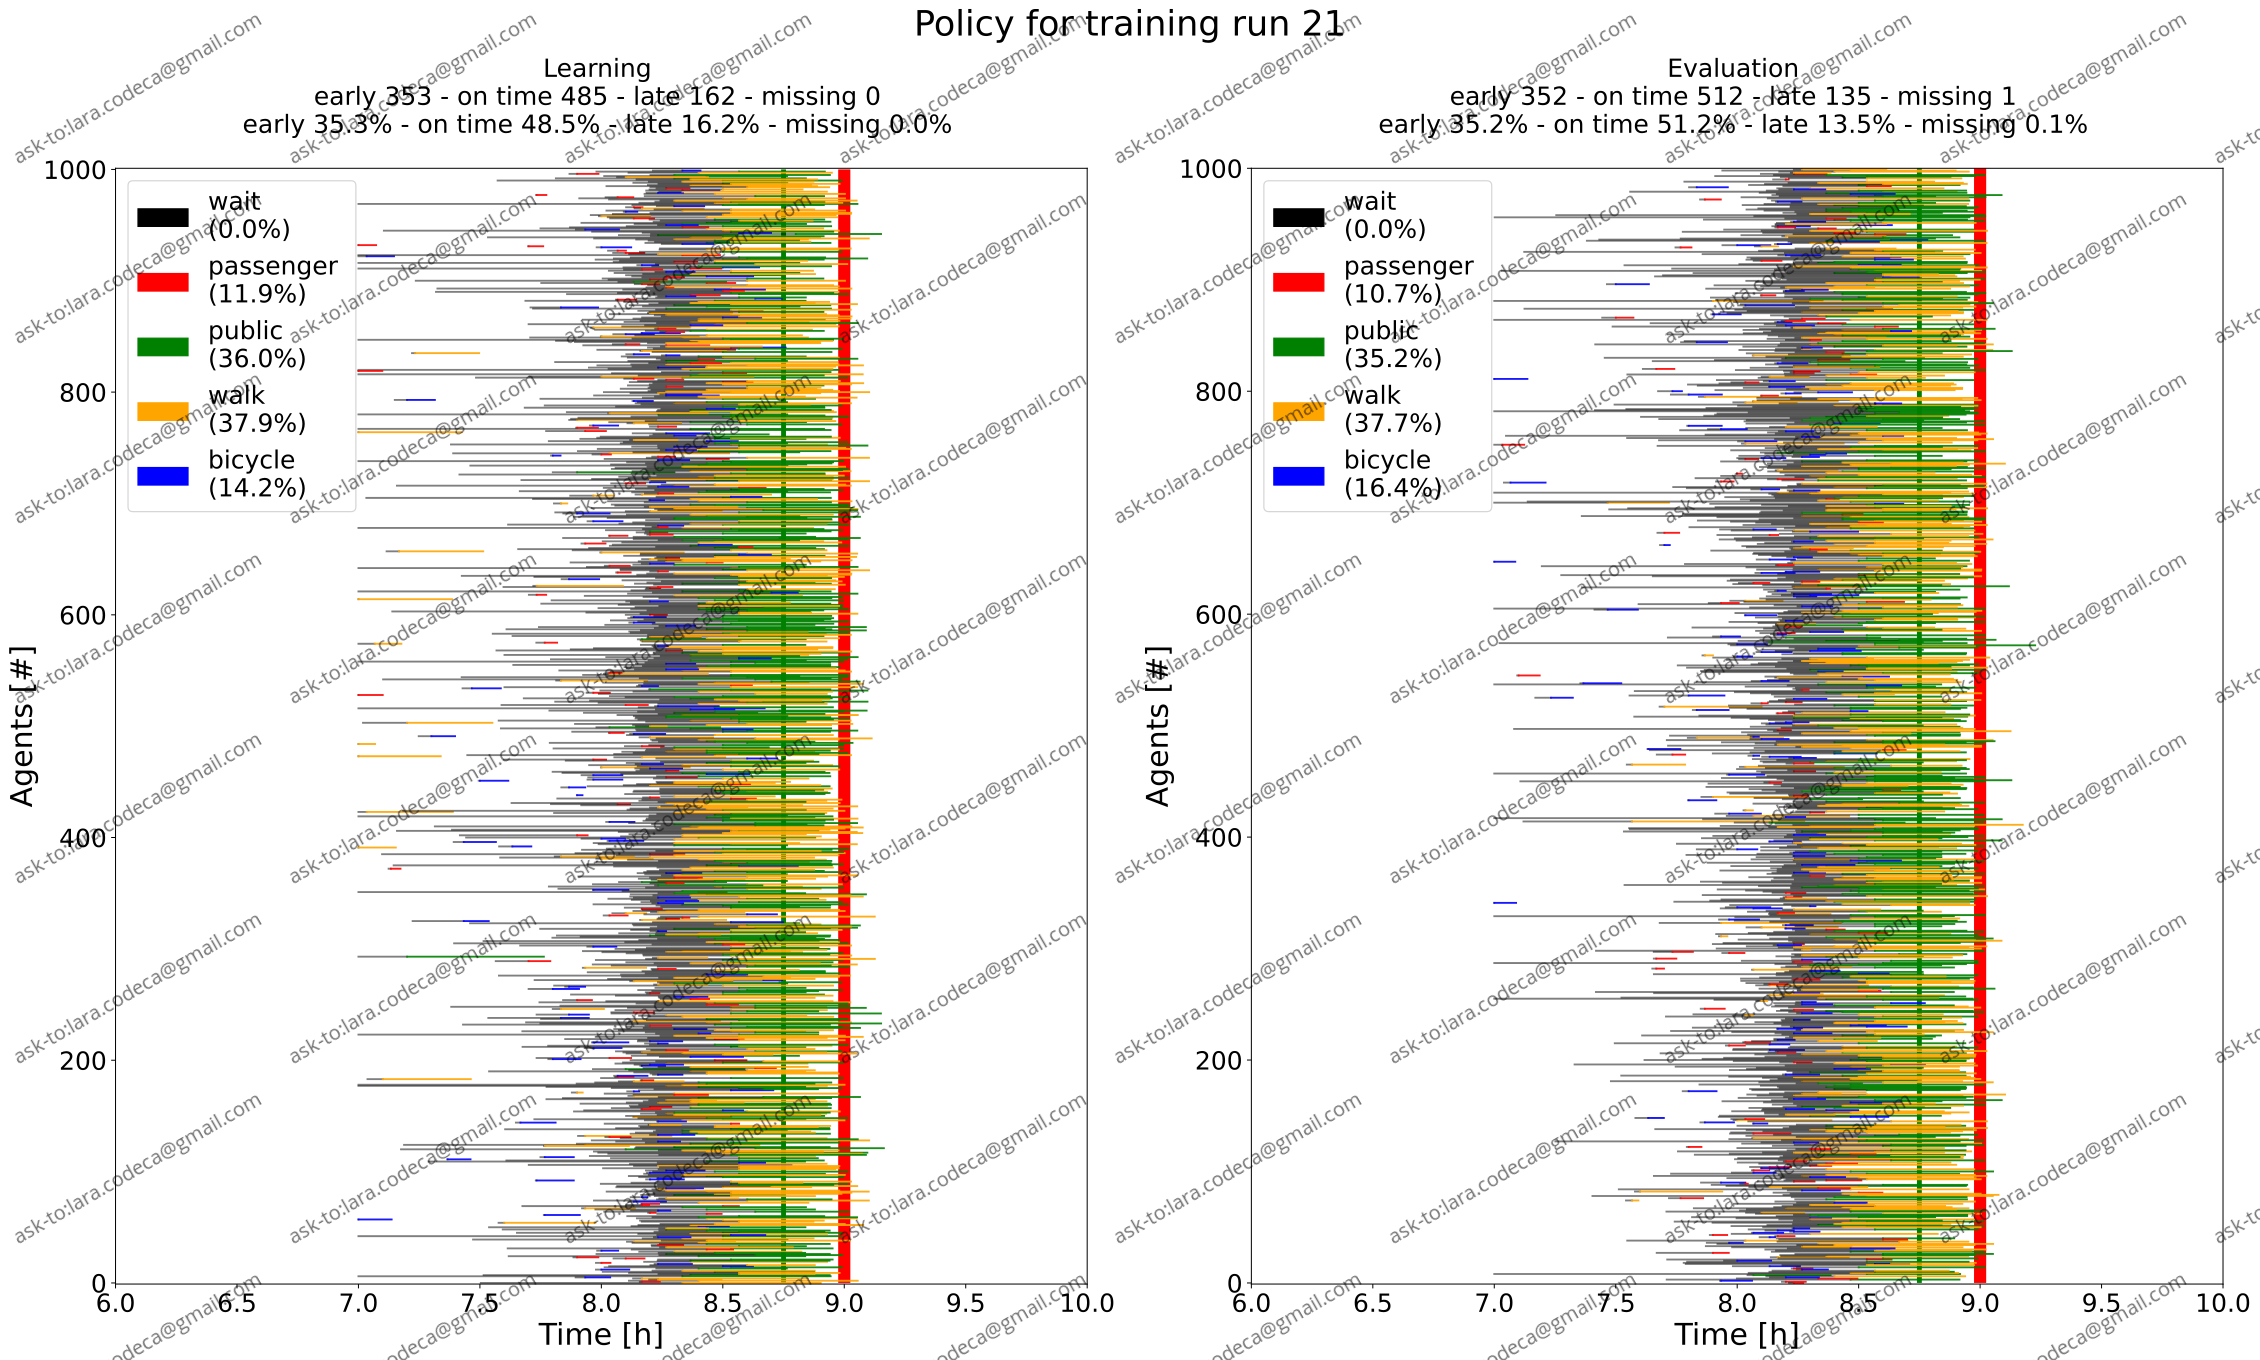 Policy for training run 21
Learning
early 353 - on time 485 - late 162 - missing 0
early 35.3% - on time 48.5% - late 16.2% - missing 0.0%
1000
800
600
400
200
0
Agents [#]
wait
(0.0%)
passenger
(11.9%)
public
(36.0%)
walk
(37.9%)
bicycle
(14.2%)
6.0 6.5 7.0 7.5 8.0 8.5 9.0 9.5 10.0
Time [h]
Evaluation
early 352 - on time 512 - late 135 - missing 1
early 35.2% - on time 51.2% - late 13.5% - missing 0.1%
1000
800
600
400
200
0
Agents [#]
wait
(0.0%)
passenger
(10.7%)
public
(35.2%)
walk
(37.7%)
bicycle
(16.4%)
6.0 6.5 7.0 7.5 8.0 8.5 9.0 9.5 10.0
Time [h]
ask-to:lara.codeca@gmail.com